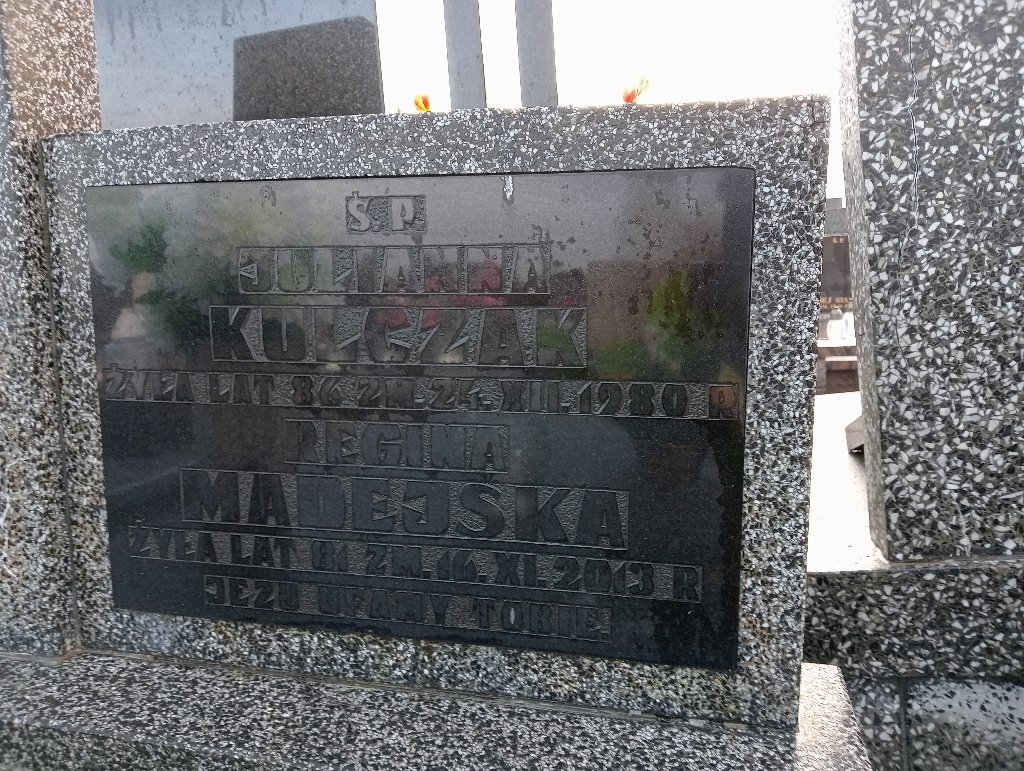 Ś.P.
JULIANNA
KULCZAK
ŻYŁA LAT 86 ZM. 24. XII. 1980 R
REGINA
MADEJSKA
ŻYŁA LAT 81 ZM. 16. XI. 2013 R
JEZU UFAMY TOBIE!